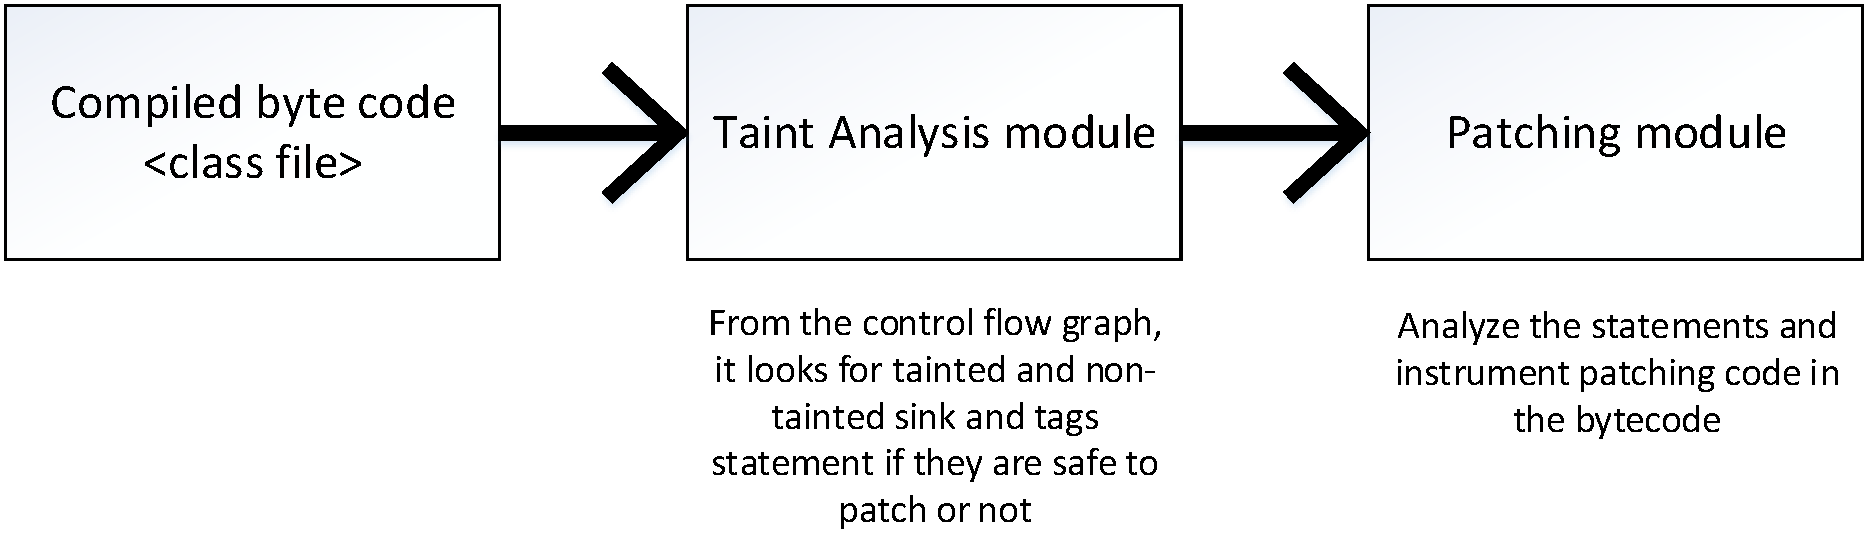 Compiled byte code
<class file>
Taint Analysis module
Patching module
From the control flow graph,
it looks for tainted and non-
tainted sink and tags
statement if they are safe to
patch or not
Analyze the statements and
instrument patching code in
the bytecode